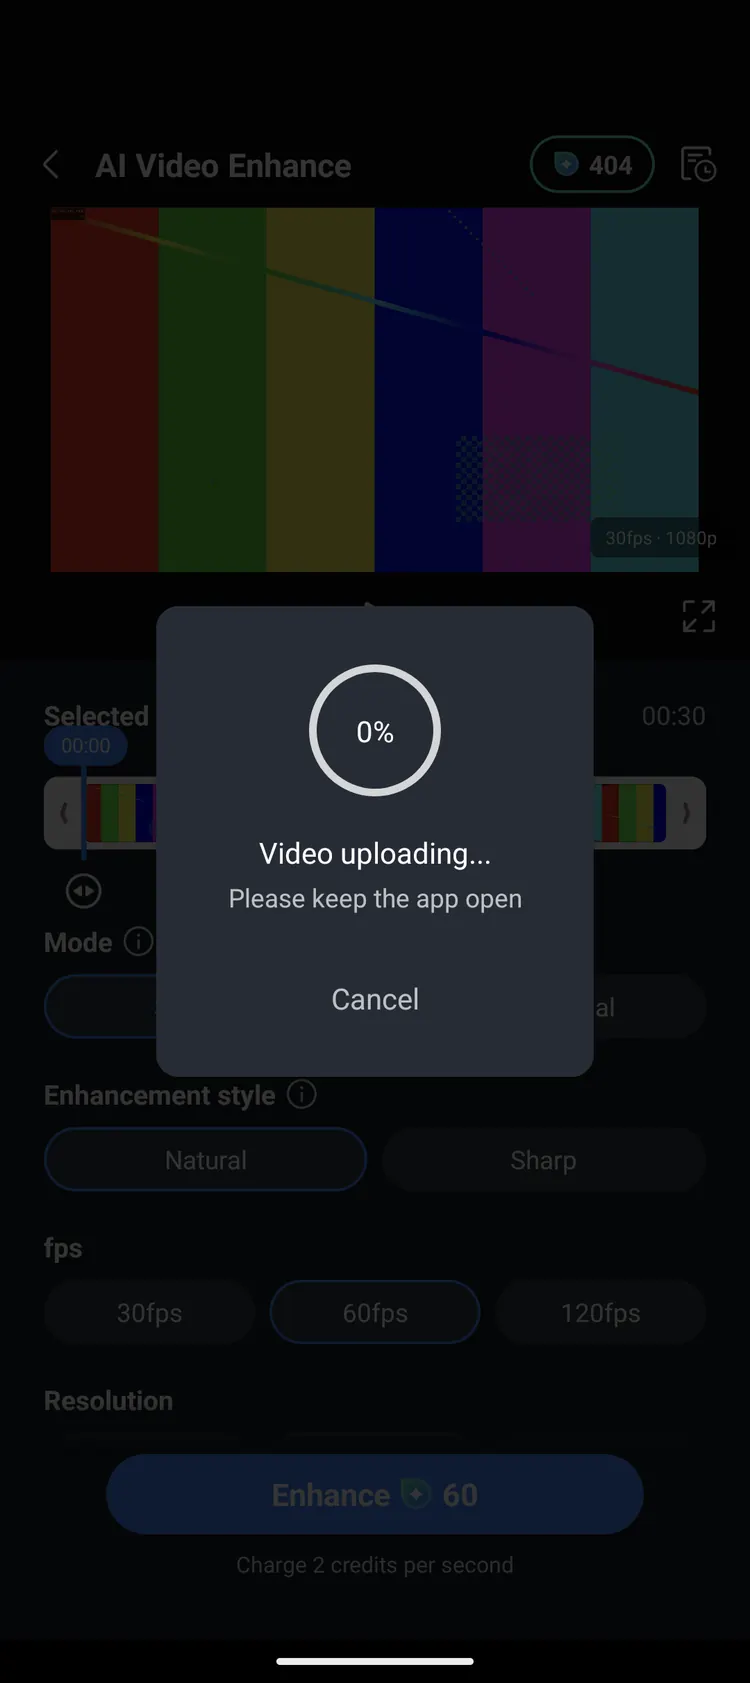 AI Video Enhance
404
30fps · 1080p
Selected
00:30
00:00
0%
Video uploading...
Please keep the app open
Cancel
Mode
al
Enhancement style
Natural
Sharp
fps
30fps
60fps
120fps
Resolution
Enhance 60
Charge 2 credits per second